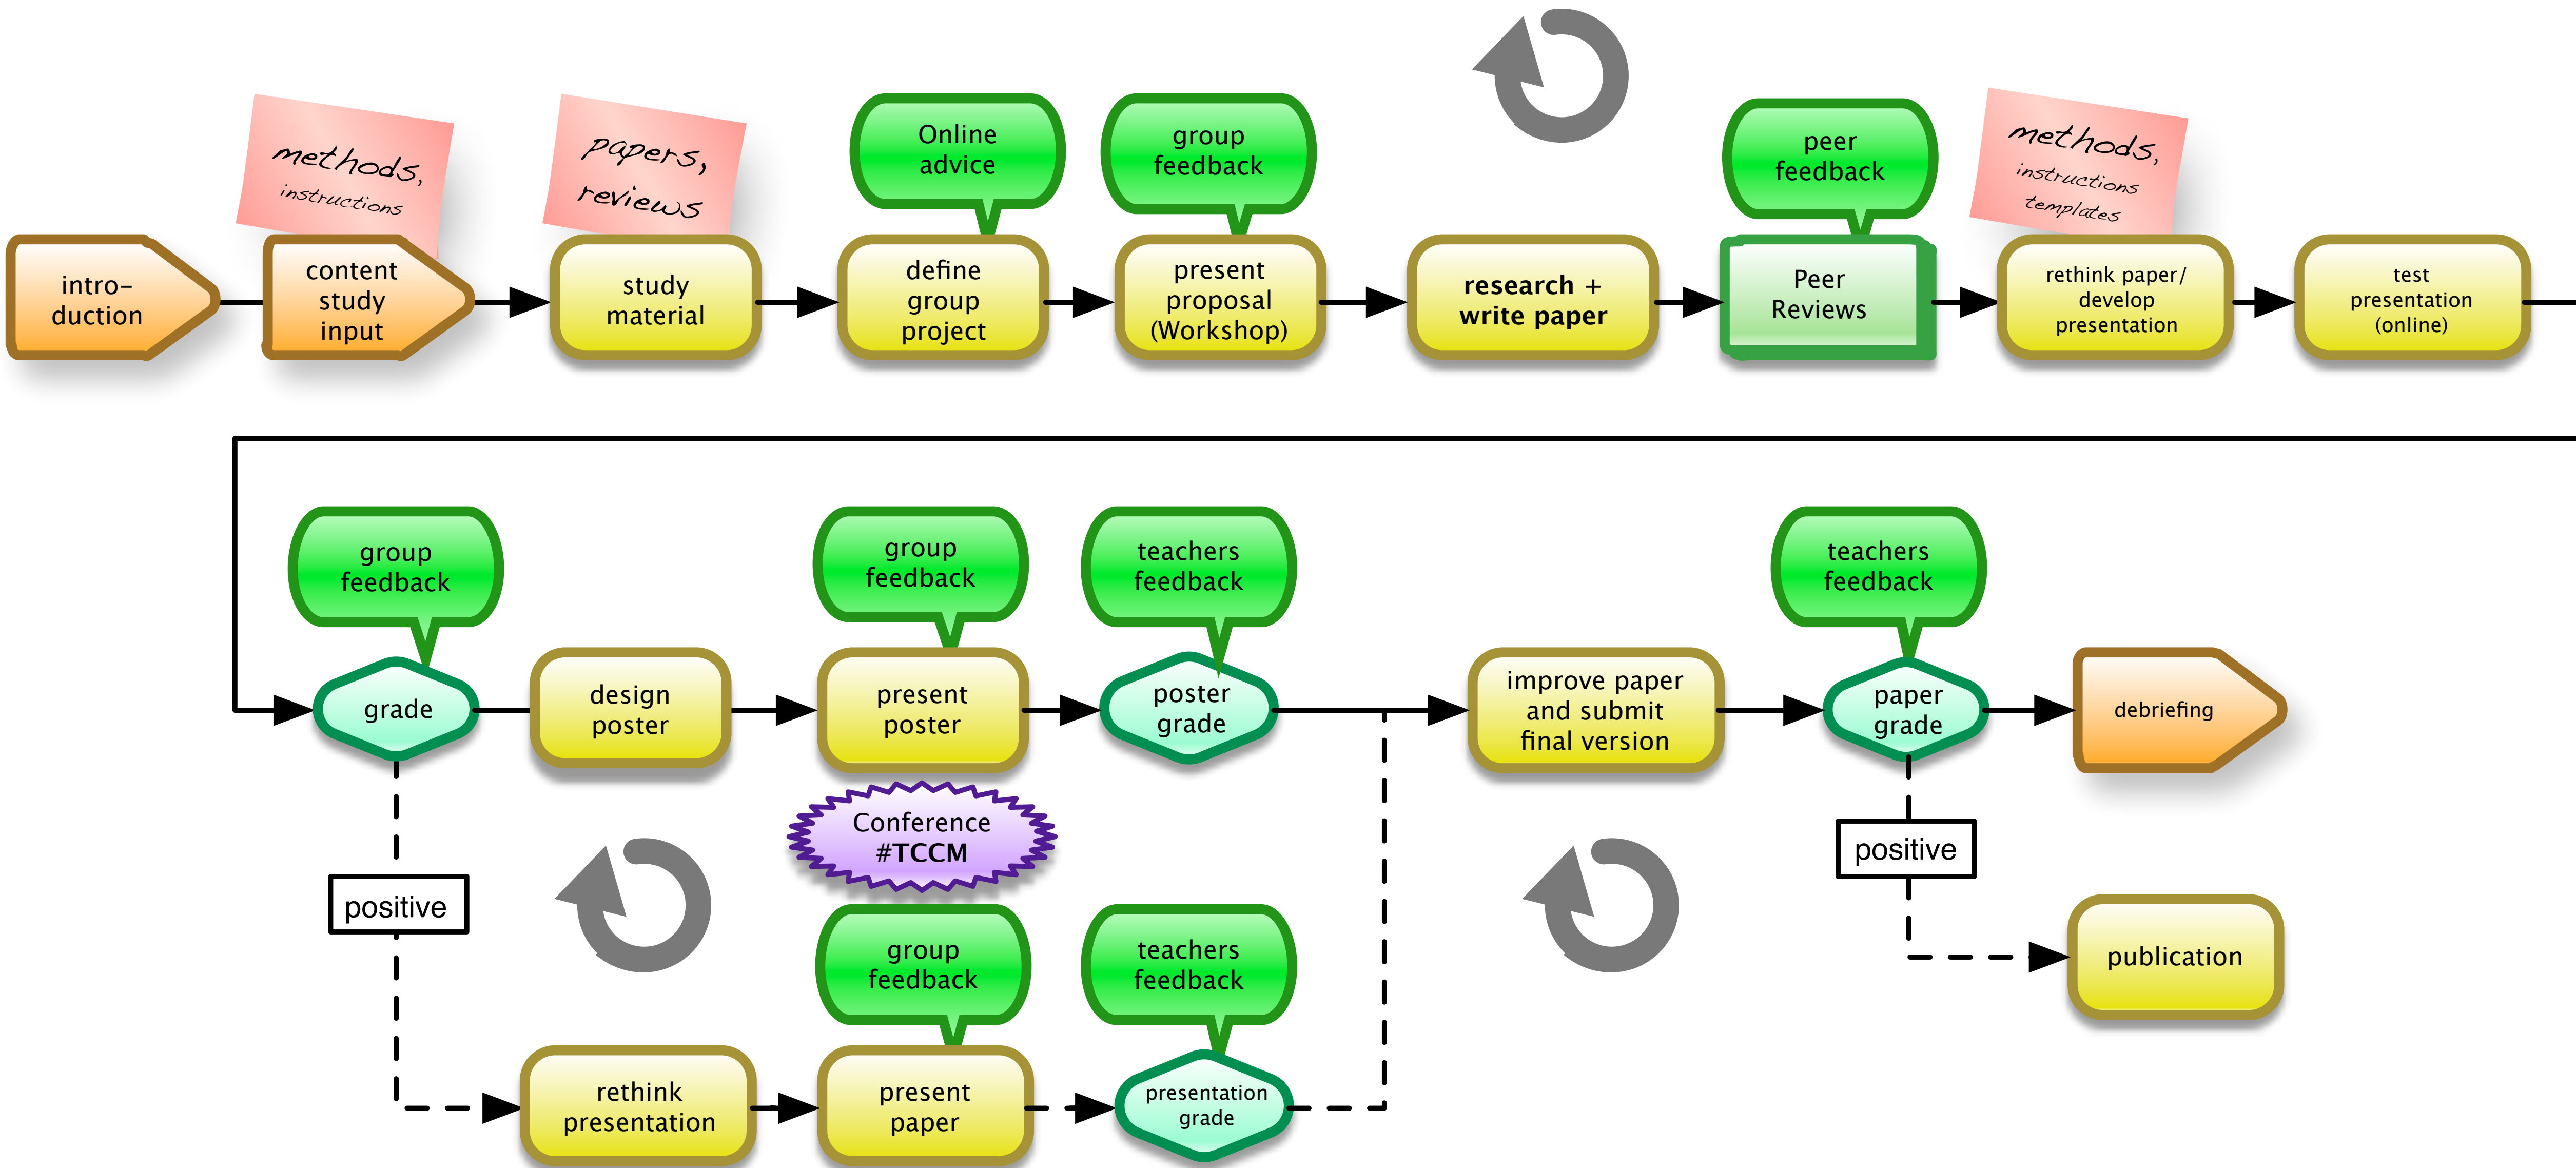 methods,
instructions
papers,
reviews
Online
advice
group
feedback
peer
feedback
methods,
instructions
templates
intro-
duction
content
study
input
study
material
define
group
project
present
proposal
(Workshop)
research +
write paper
Peer
Reviews
rethink paper/
develop
presentation
test
presentation
(online)
group
feedback
group
feedback
teachers
feedback
teachers
feedback
grade
design
poster
present
poster
poster
grade
improve paper
and submit
final version
paper
grade
debriefing
Conference
#TCCM
positive
positive
group
feedback
teachers
feedback
publication
rethink
presentation
present
paper
presentation
grade